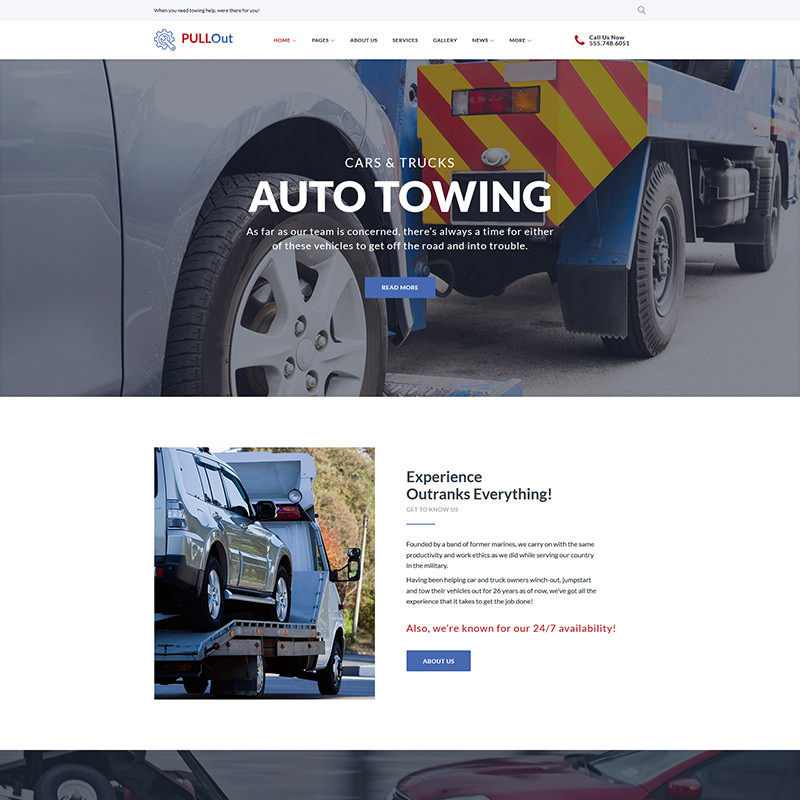 When you need towing help, were there for you!
PULLOut
HOME PAGES ABOUT US SERVICES GALLERY NEWS MORE
Call Us Now
555.748.6051
CARS & TRUCKS
AUTO TOWING
As far as our team is concerned, there's always a time for either
of these vehicles to get off the road and into trouble.
READ MORE
Experience
Outranks Everything!
GET TO KNOW US
Founded by a band of former marines, we carry on with the same
productivity and work ethics as we did while serving our country
in the military.
Having been helping car and truck owners winch-out, jumpstart
and tow their vehicles out for 26 years as of now, we've got all the
experience that it takes to get the job done!
Also, we're known for our 24/7 availability!
ABOUT US